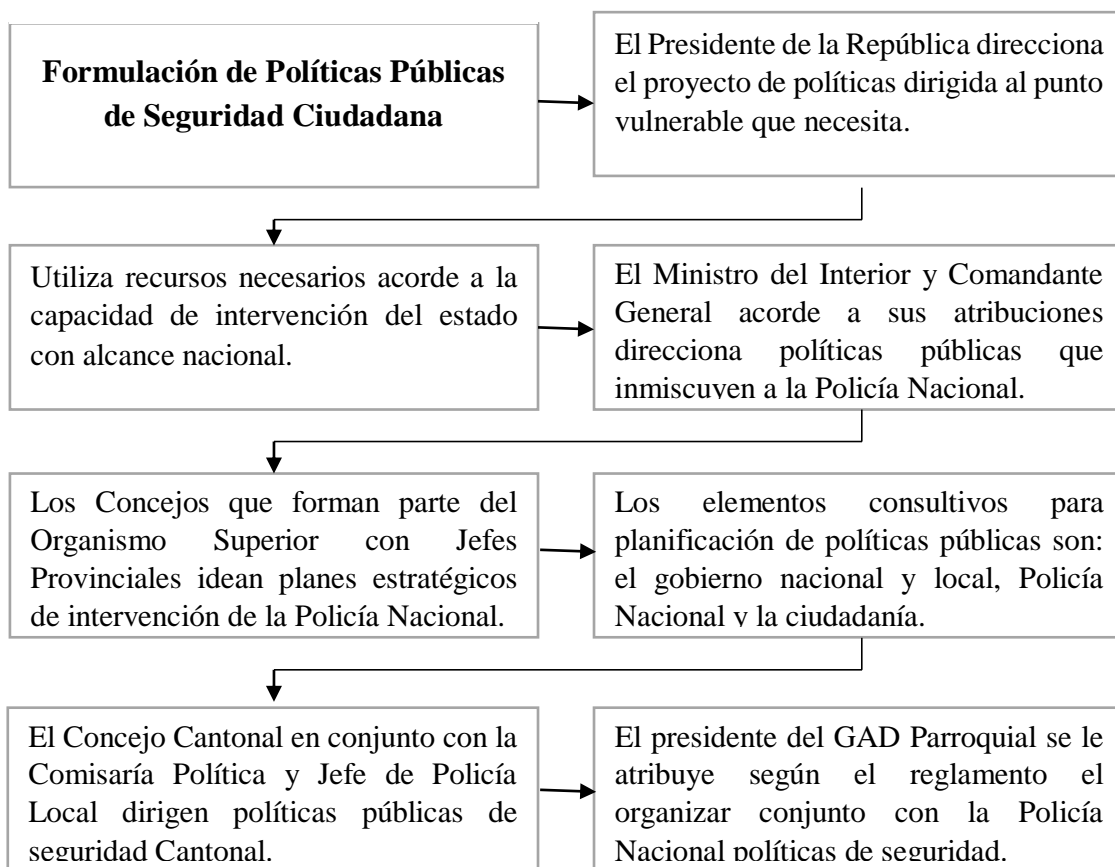 Formulación de Políticas Públicas
de Seguridad Ciudadana
El Presidente de la República direcciona
el proyecto de políticas dirigida al punto
vulnerable que necesita.
Utiliza recursos necesarios acorde a la
capacidad de intervención del estado
con alcance nacional.
El Ministro del Interior y Comandante
General acorde a sus atribuciones
direcciona políticas públicas que
inmiscuyen a la Policía Nacional.
Los Concejos que forman parte del
Organismo Superior con Jefes
Provinciales idean planes estratégicos
de intervención de la Policía Nacional.
Los elementos consultivos para
planificación de políticas públicas son:
el gobierno nacional y local, Policía
Nacional y la ciudadanía.
El Concejo Cantonal en conjunto con la
Comisaría Política y Jefe de Policía
Local dirigen políticas públicas de
seguridad Cantonal.
El presidente del GAD Parroquial se le
atribuye según el reglamento el
organizar conjunto con la Policía
Nacional políticas de seguridad.